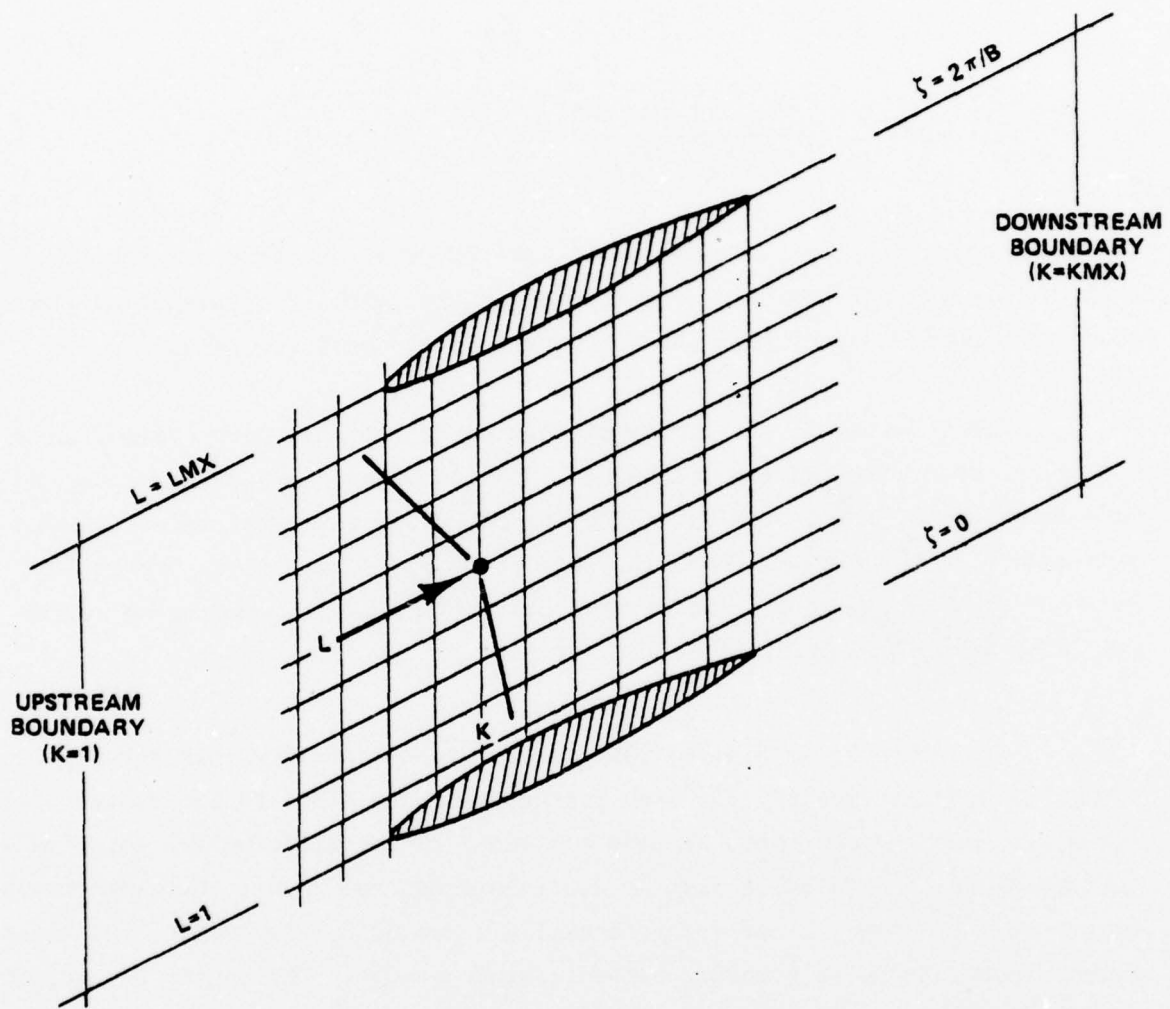 ζ = 2π/B
DOWNSTREAM
BOUNDARY
(K=KMX)
L = LMX
ζ = 0
L
UPSTREAM
BOUNDARY
(K=1)
K
L=1